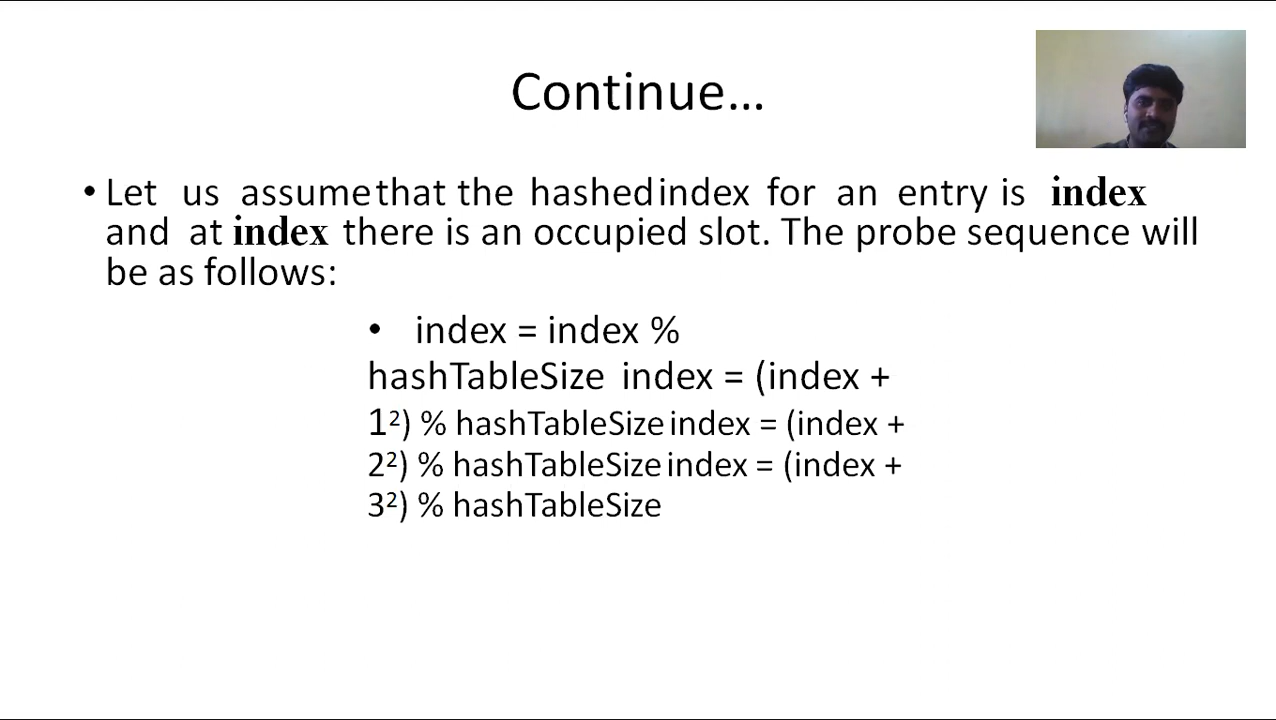 Continue...
• Let us assume that the hashed index for an entry is index
and at index there is an occupied slot. The probe sequence will
be as follows:
• index = index %
hashTableSize index = (index +
1²) % hashTableSize index = (index +
2²) % hashTableSize index = (index +
3²) % hashTableSize